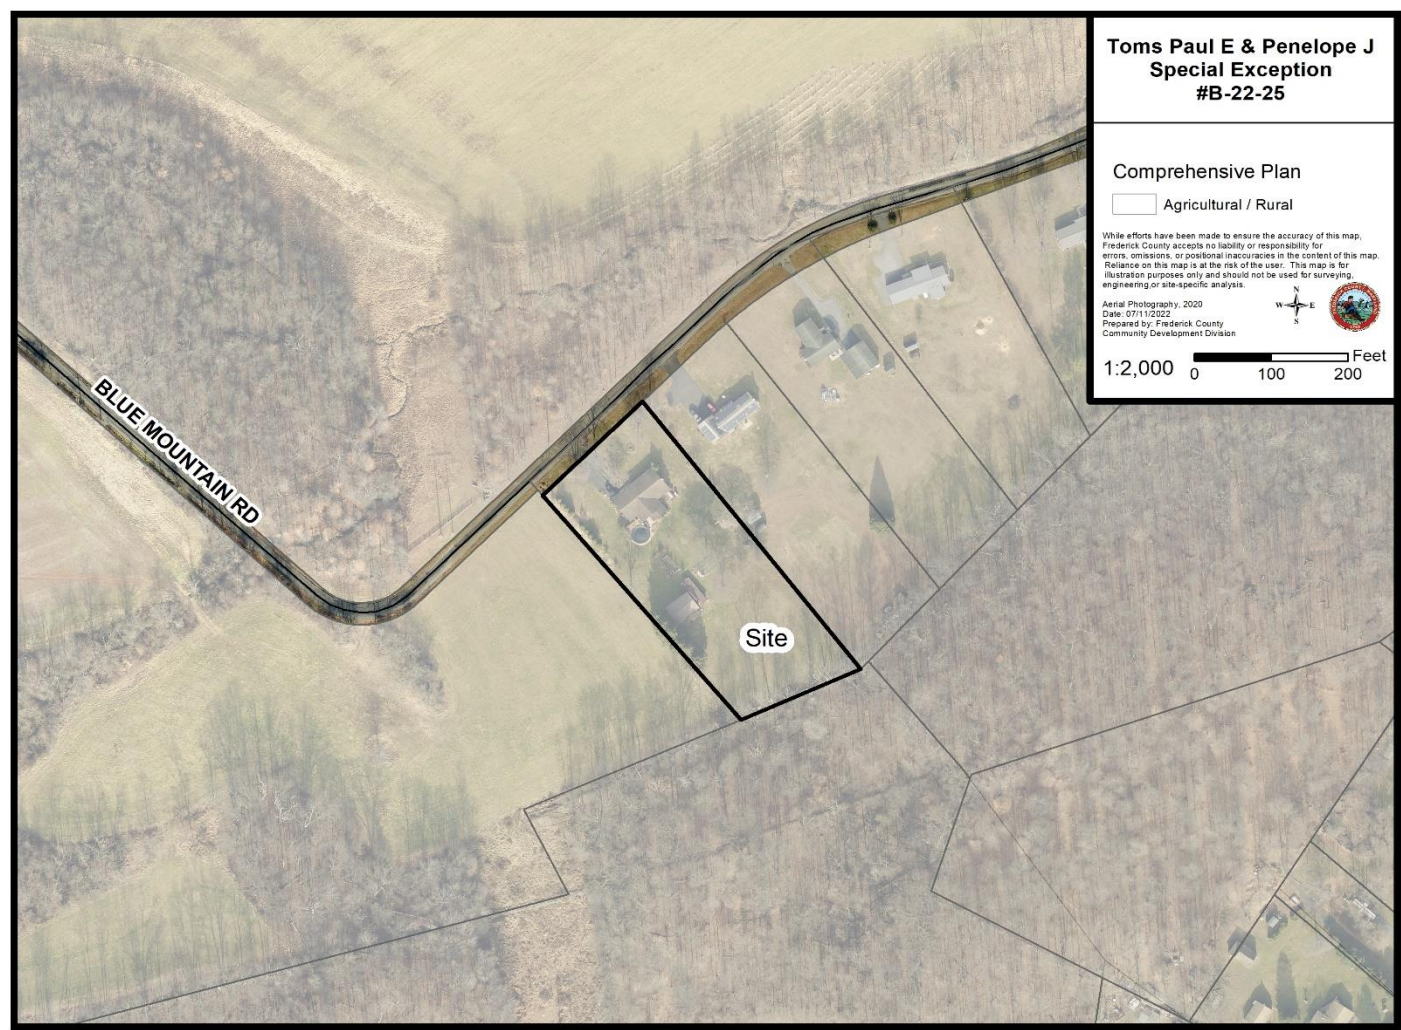 Toms Paul E & Penelope J
Special Exception
#B-22-25
Comprehensive Plan
Agricultural / Rural
While efforts have been made to ensure the accuracy of this map,
Frederick County accepts no liability or responsibility for
errors, omissions, or positional inaccuracies in the content of this map.
Reliance on this map is at the risk of the user. This map is for
illustration purposes only and should not be used for surveying,
engineering,or site-specific analysis.
Aerial Photography, 2020
Date: 07/11/2022
Prepared by: Frederick County
Community Development Division
N
W E
S
1:2,000
Feet
0 100 200
BLUE MOUNTAIN RD
Site